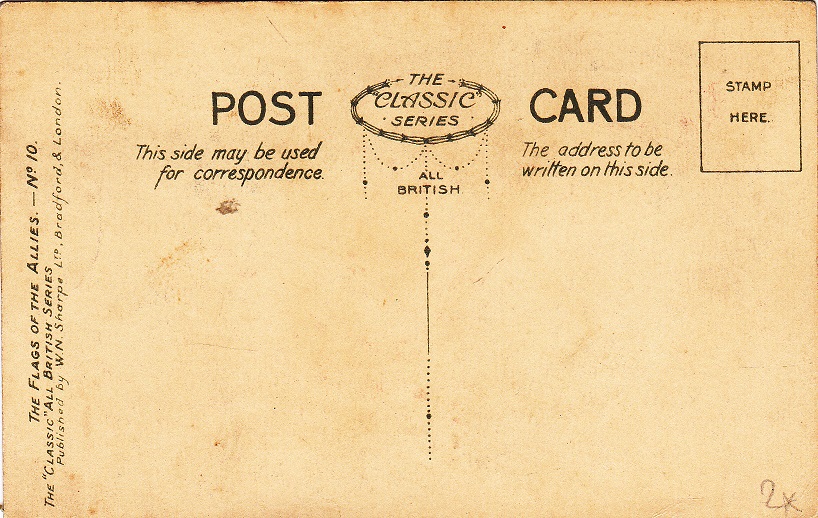 THE
"CLASSIC"
SERIES
POST CARD
This side may be used
for correspondence.
ALL
BRITISH
The address to be
written on this side.
STAMP
HERE.
THE FLAGS OF THE ALLIES. — Nº 10.
THE "CLASSIC" ALL BRITISH SERIES
Published by W.N. Sharpe LTD, Bradford, & London.